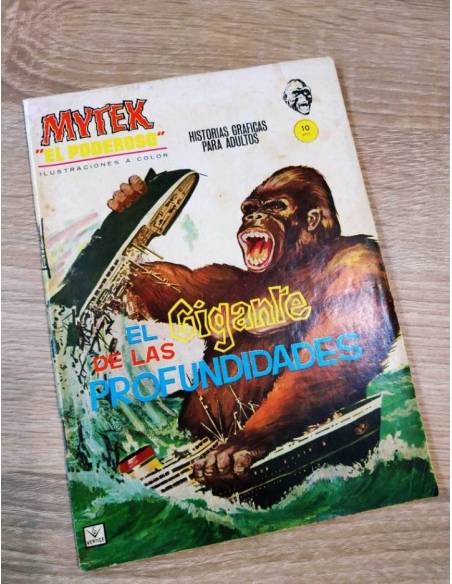 MYTEK
"EL PODEROSO"
ILUSTRACIONES A COLOR
HISTORIAS GRAFICAS
PARA ADULTOS
10
EL Gigante
DE LAS
PROFUNDIDADES
VERTICE